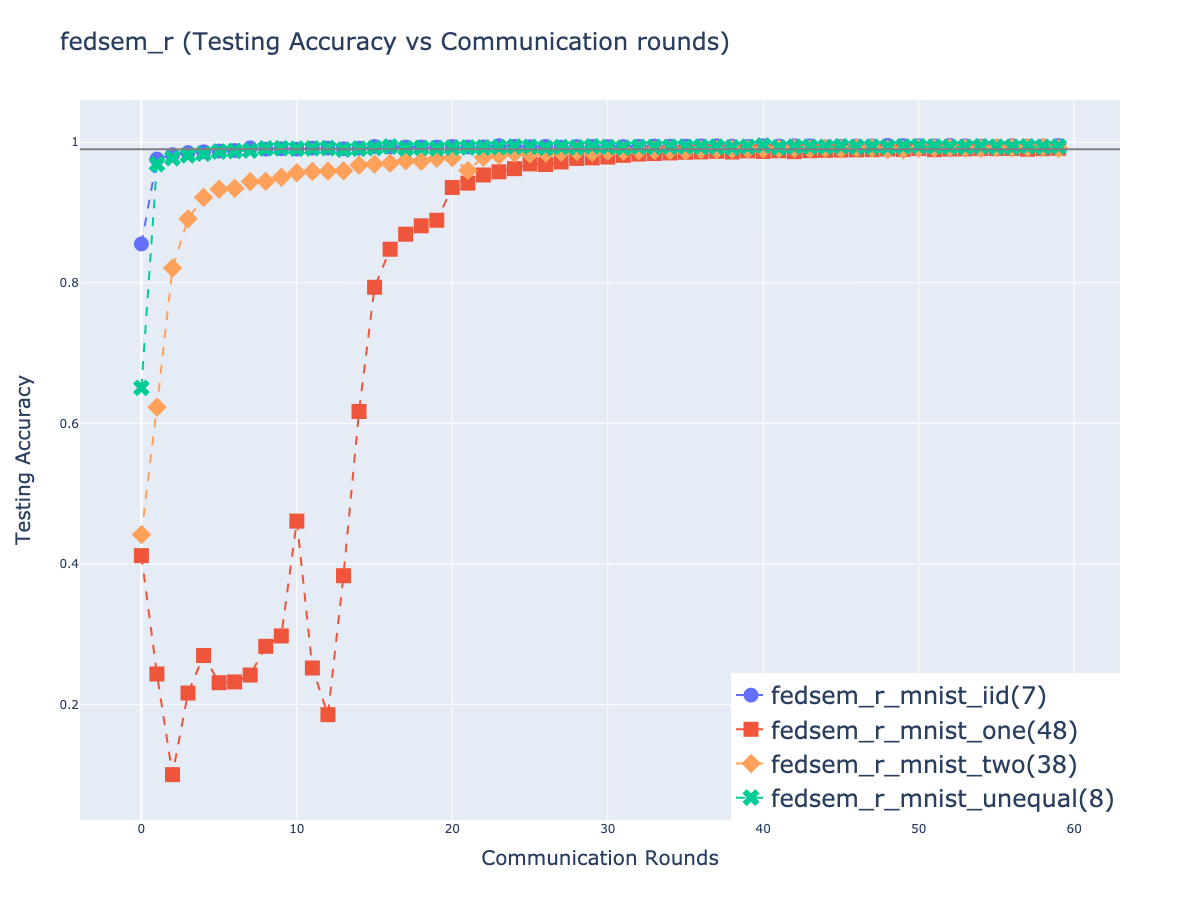 fedsem_r (Testing Accuracy vs Communication rounds)
1
0.8
0.6
0.4
0.2
Testing Accuracy
0 10 20 30 40 50 60
Communication Rounds
fedsem_r_mnist_iid(7)
fedsem_r_mnist_one(48)
fedsem_r_mnist_two(38)
fedsem_r_mnist_unequal(8)